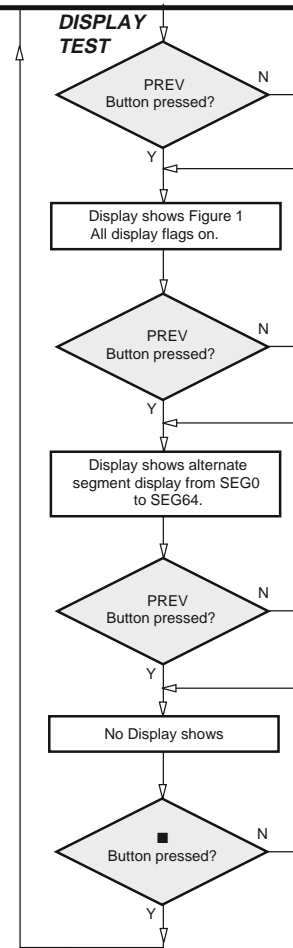 DISPLAY
TEST
PREV
Button pressed?
N
Y
Display shows Figure 1
All display flags on.
PREV
Button pressed?
N
Y
Display shows alternate
segment display from SEG0
to SEG64.
PREV
Button pressed?
N
Y
No Display shows
■
Button pressed?
N
Y